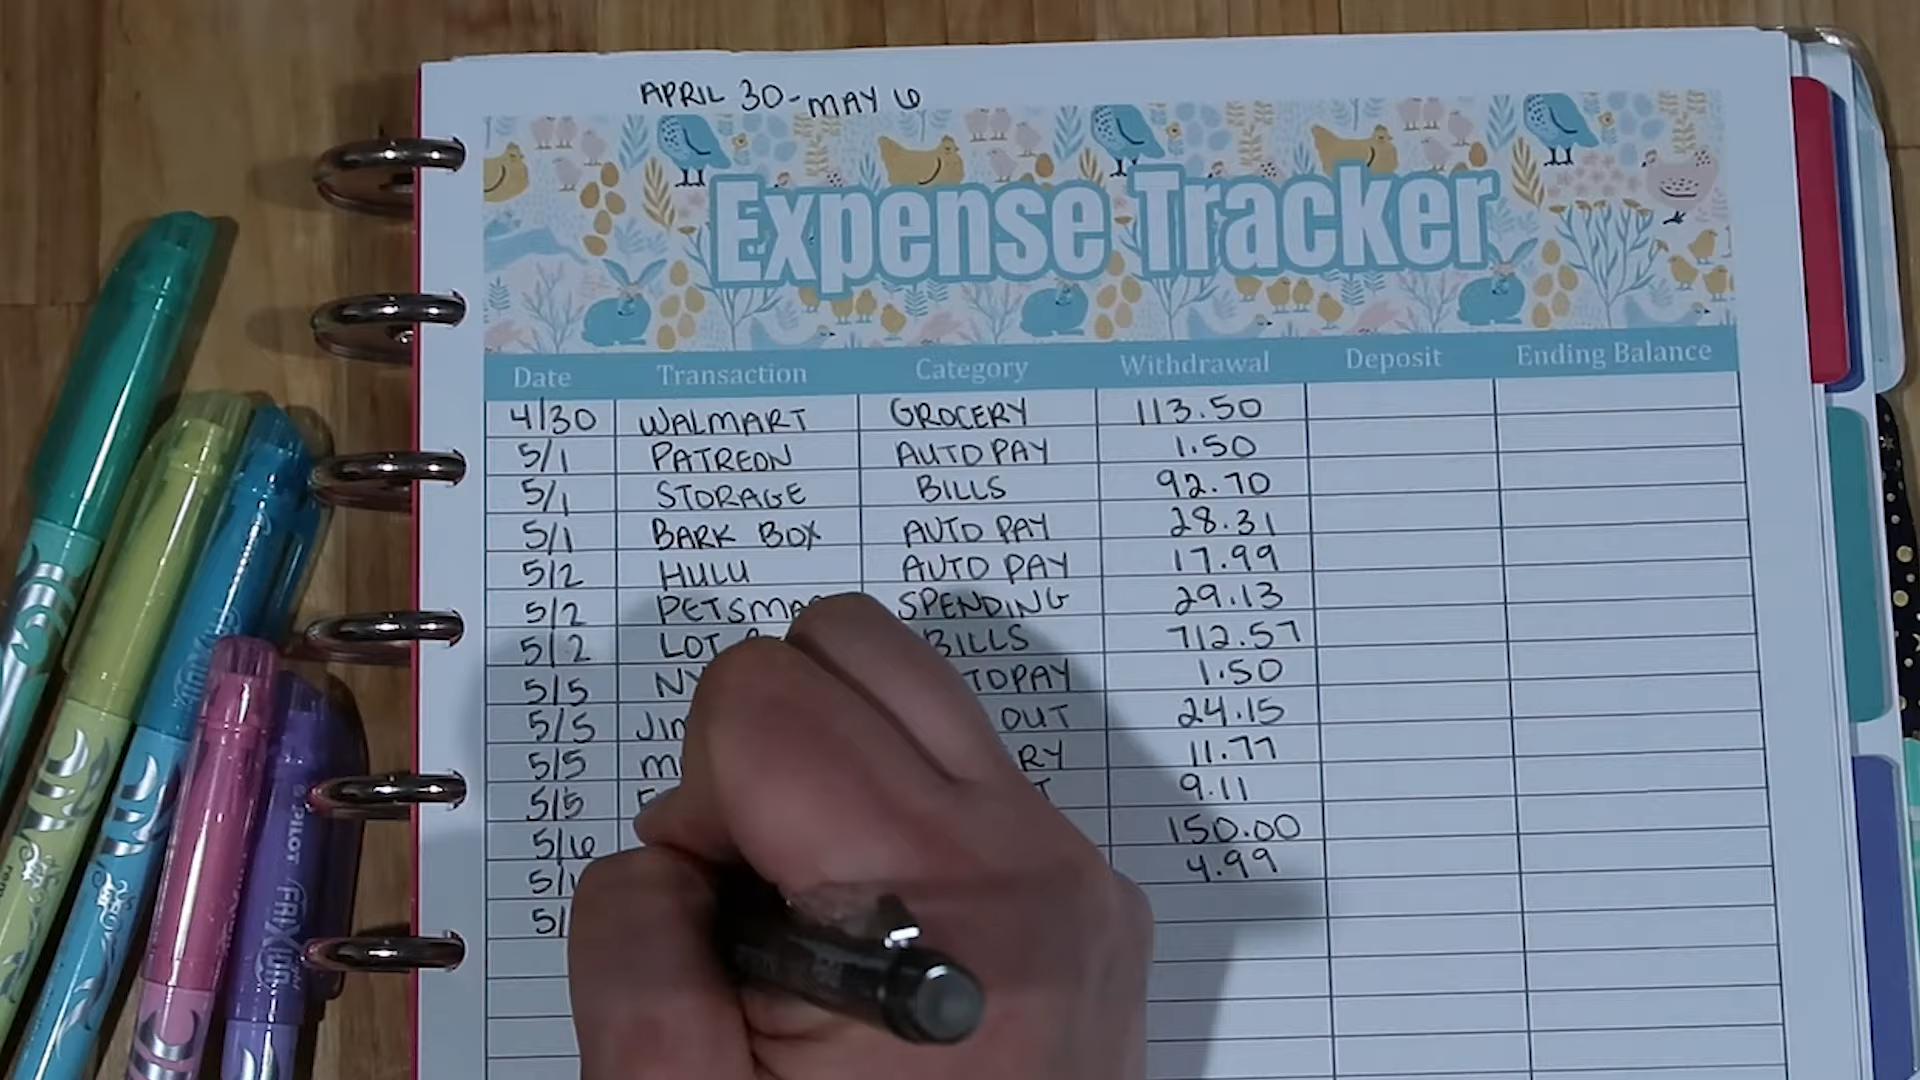 APRIL 30-MAY 6
Expense Tracker
Date Transaction Category Withdrawal Deposit Ending Balance
4/30 WALMART GROCERY 113.50
5/1 PATREON AUTO PAY 1.50
5/1 STORAGE BILLS 92.70
5/1 BARK BOX AUTO PAY 28.31
5/2 HULU AUTO PAY 17.99
5/2 SPENDING 29.13
5/2 LOT BILLS 712.57
5/5 1.50
5/5 OUT 24.15
5/5 11.77
5/5 9.11
5/6 150.00
4.99
PILOT
FRIXION